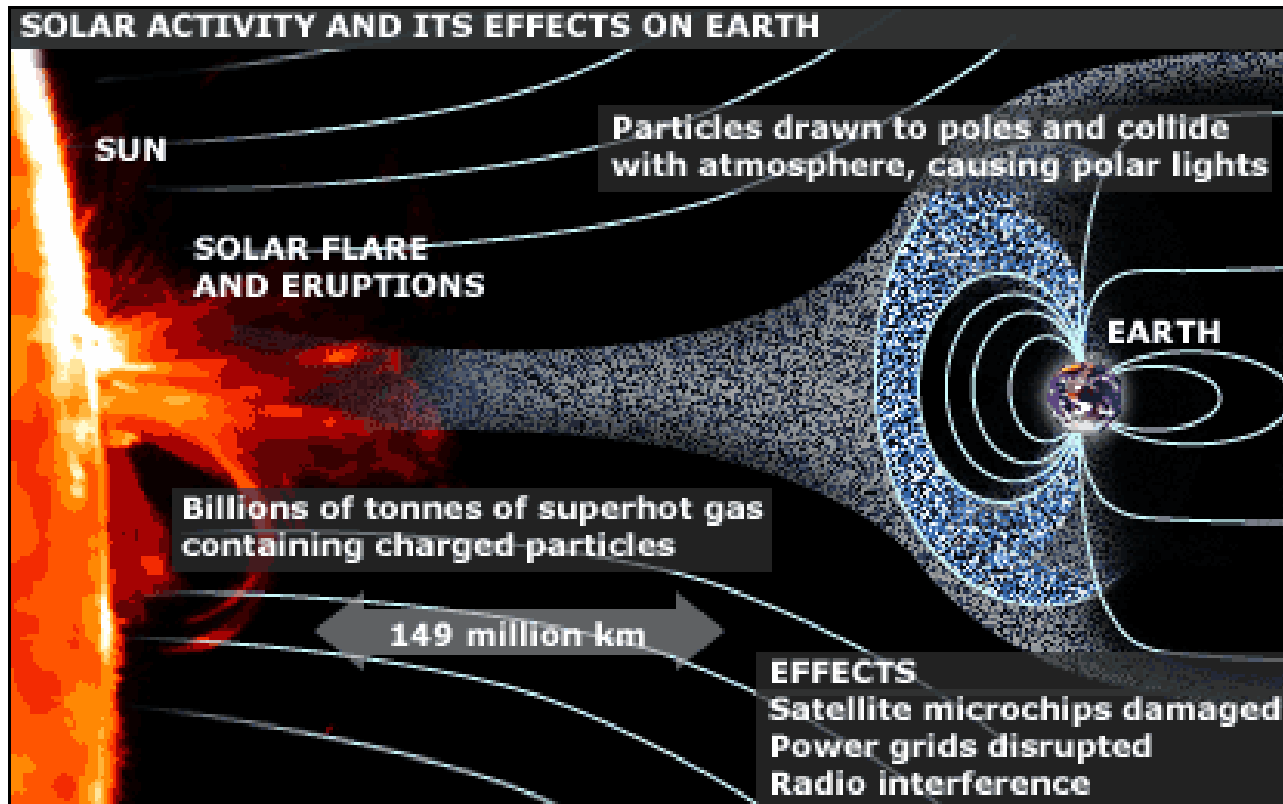 SOLAR ACTIVITY AND ITS EFFECTS ON EARTH
SUN
Particles drawn to poles and collide
with atmosphere, causing polar lights
SOLAR FLARE
AND ERUPTIONS
EARTH
Billions of tonnes of superhot gas
containing charged particles
149 million km
EFFECTS
Satellite microchips damaged
Power grids disrupted
Radio interference